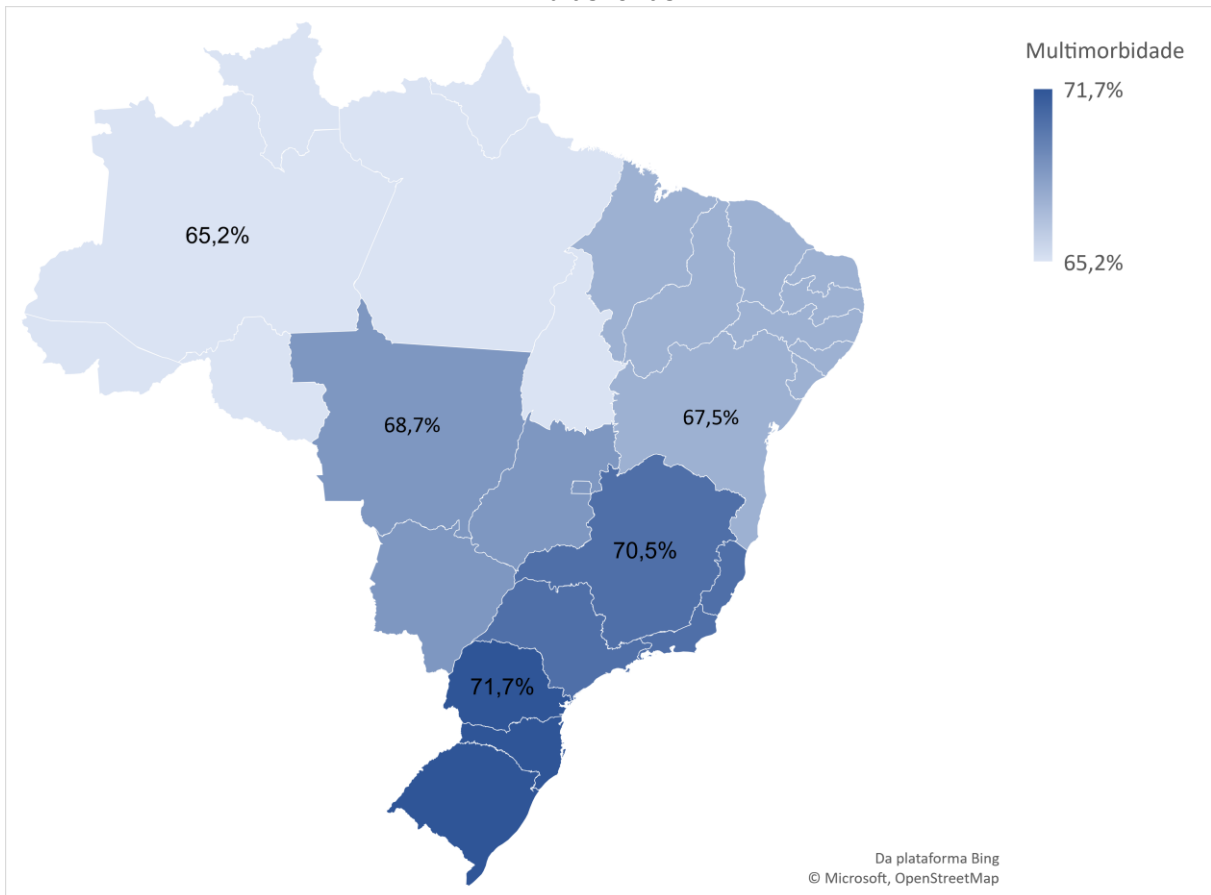 Multimorbidade
71,7%
65,2%
65,2%
68,7%
67,5%
70,5%
71,7%
Da plataforma Bing
© Microsoft, OpenStreetMap